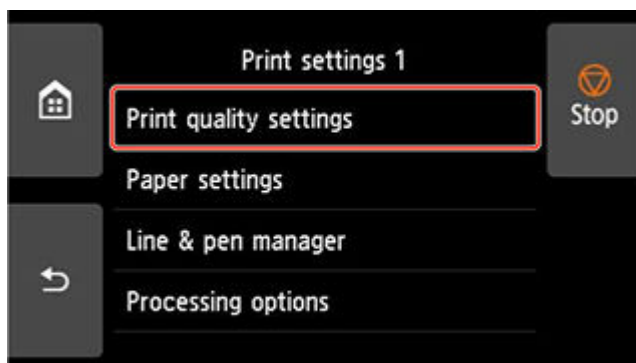 Print settings 1
Print quality settings
Stop
Paper settings
Line & pen manager
Processing options